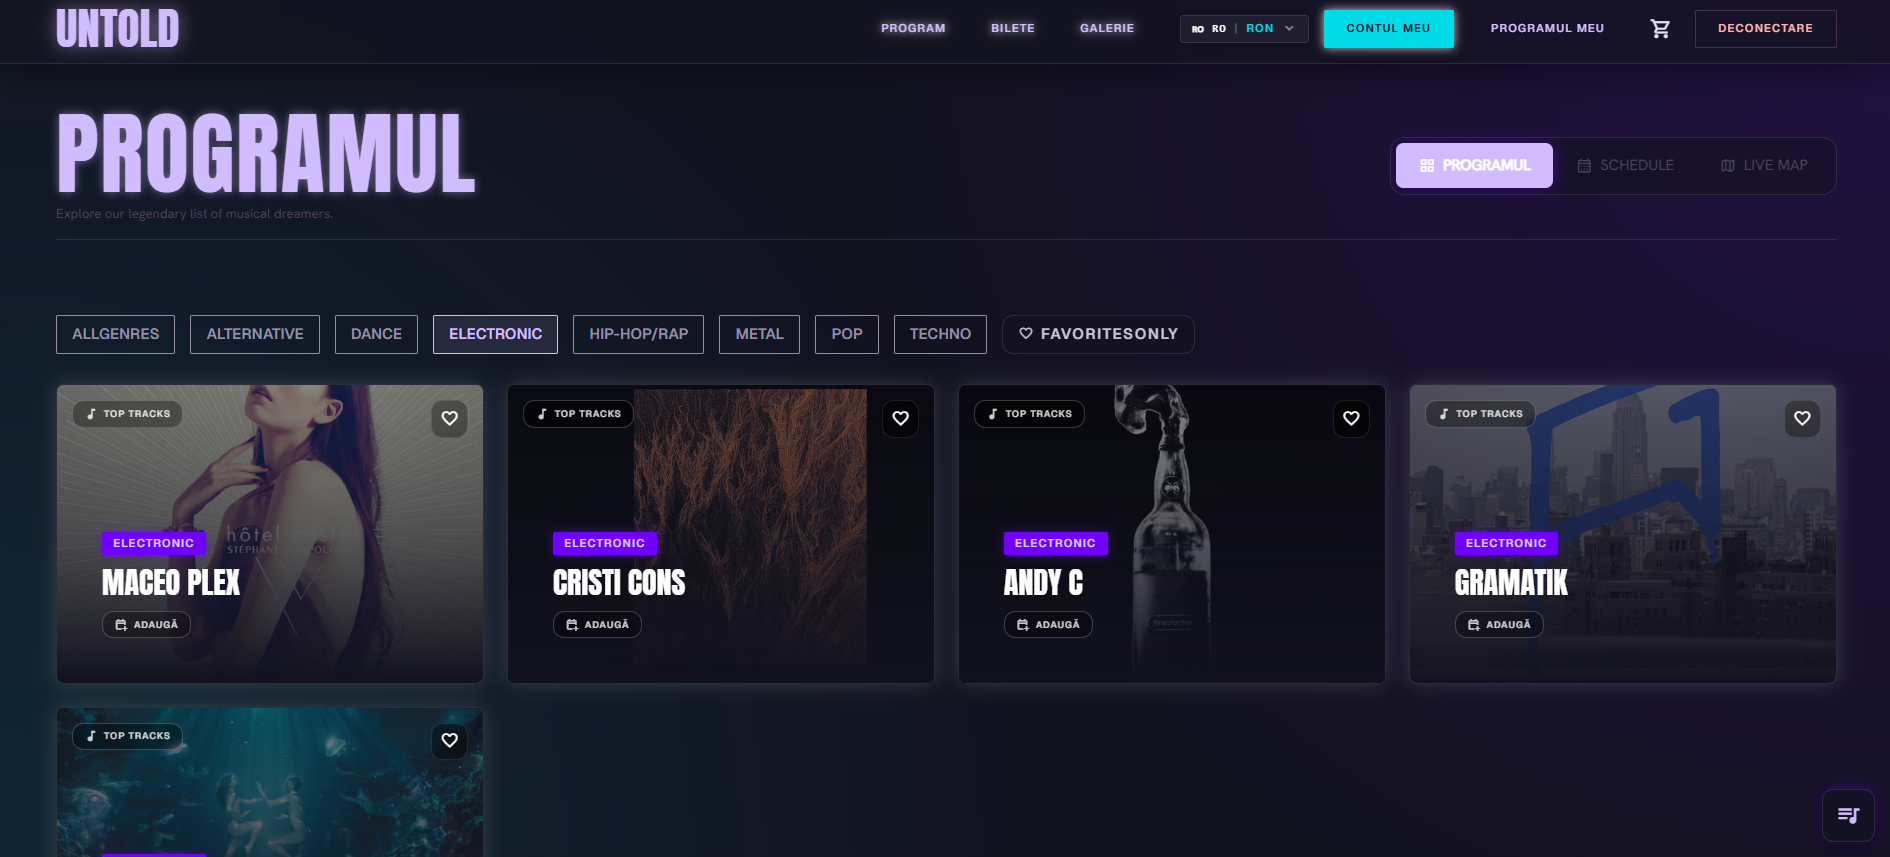 UNTOLD
PROGRAM
BILETE
GALERIE
RO RO | RON
CONTUL MEU
PROGRAMUL MEU
DECONECTARE
PROGRAMUL
Explore our legendary list of musical dreamers.
PROGRAMUL
SCHEDULE
LIVE MAP
ALLGENRES
ALTERNATIVE
DANCE
ELECTRONIC
HIP-HOP/RAP
METAL
POP
TECHNO
FAVORITESONLY
TOP TRACKS
hôtel costes
ELECTRONIC
MACEO PLEX
ADAUGĂ
TOP TRACKS
ELECTRONIC
CRISTI CONS
ADAUGĂ
TOP TRACKS
ELECTRONIC
ANDY C
firestarter
ADAUGĂ
TOP TRACKS
ELECTRONIC
GRAMATIK
ADAUGĂ
TOP TRACKS